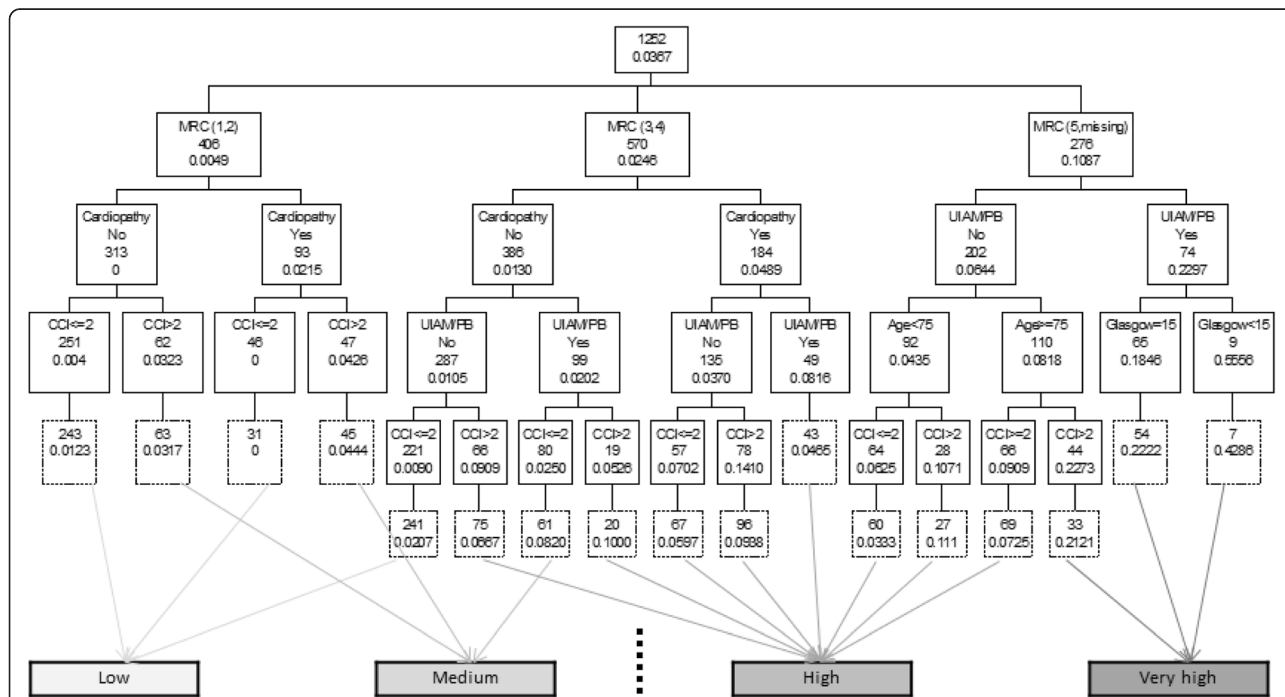 1252
0.0367
MRC (1,2)
406
0.0049
MRC (3,4)
570
0.0246
MRC(5,missing)
276
0.1087
Cardiopathy
No
313
0
Cardiopathy
Yes
93
0.0215
Cardiopathy
No
386
0.0130
Cardiopathy
Yes
184
0.0489
UIAM/PB
No
202
0.0644
UIAM/PB
Yes
74
0.2297
CCI<=2
251
0.004
CCI>2
62
0.0323
CCI<=2
46
0
CCI>2
47
0.0426
UIAM/PB
No
287
0.0105
UIAM/PB
Yes
99
0.0202
UIAM/PB
No
135
0.0370
UIAM/PB
Yes
49
0.0816
Age<75
92
0.0435
Age>=75
110
0.0818
Glasgow=15
65
0.1846
Glasgow<15
9
0.5556
243
0.0123
63
0.0317
31
0
45
0.0444
CCI<=2
221
0.0090
CCI>2
66
0.0909
CCI<=2
80
0.0250
CCI>2
19
0.0526
CCI<=2
57
0.0702
CCI>2
78
0.1410
43
0.0465
CCI<=2
64
0.0625
CCI>2
28
0.1071
CCI>=2
66
0.0909
CCI>2
44
0.2273
54
0.2222
7
0.4286
241
0.0207
75
0.0667
61
0.0820
20
0.1000
67
0.0597
96
0.0938
60
0.0333
27
0.111
69
0.0725
33
0.2121
Low
Medium
High
Very high